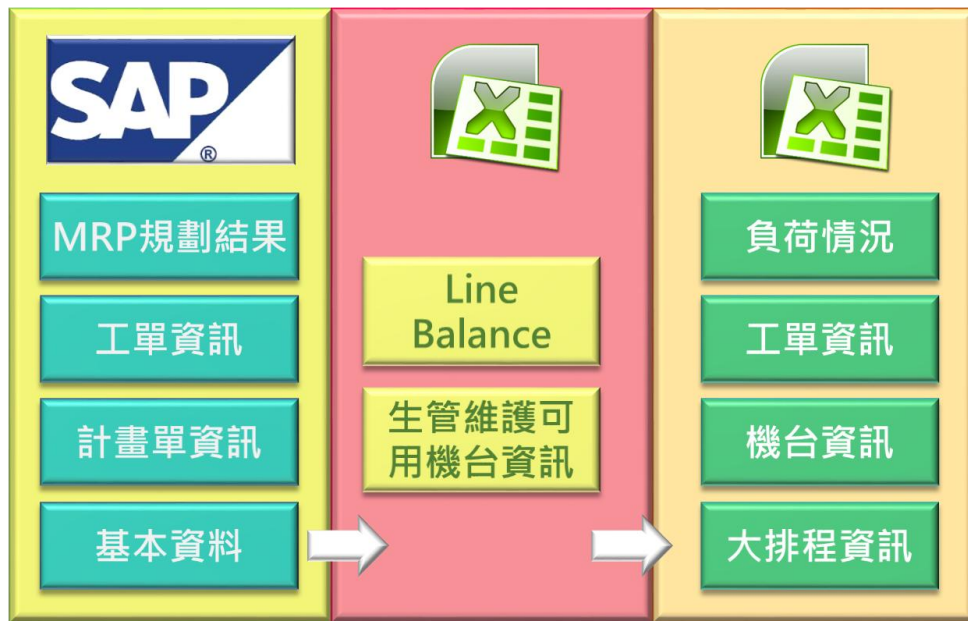 SAP
®
MRP規劃結果
工單資訊
計畫單資訊
基本資料
Line
Balance
生管維護可
用機台資訊
負荷情況
工單資訊
機台資訊
大排程資訊